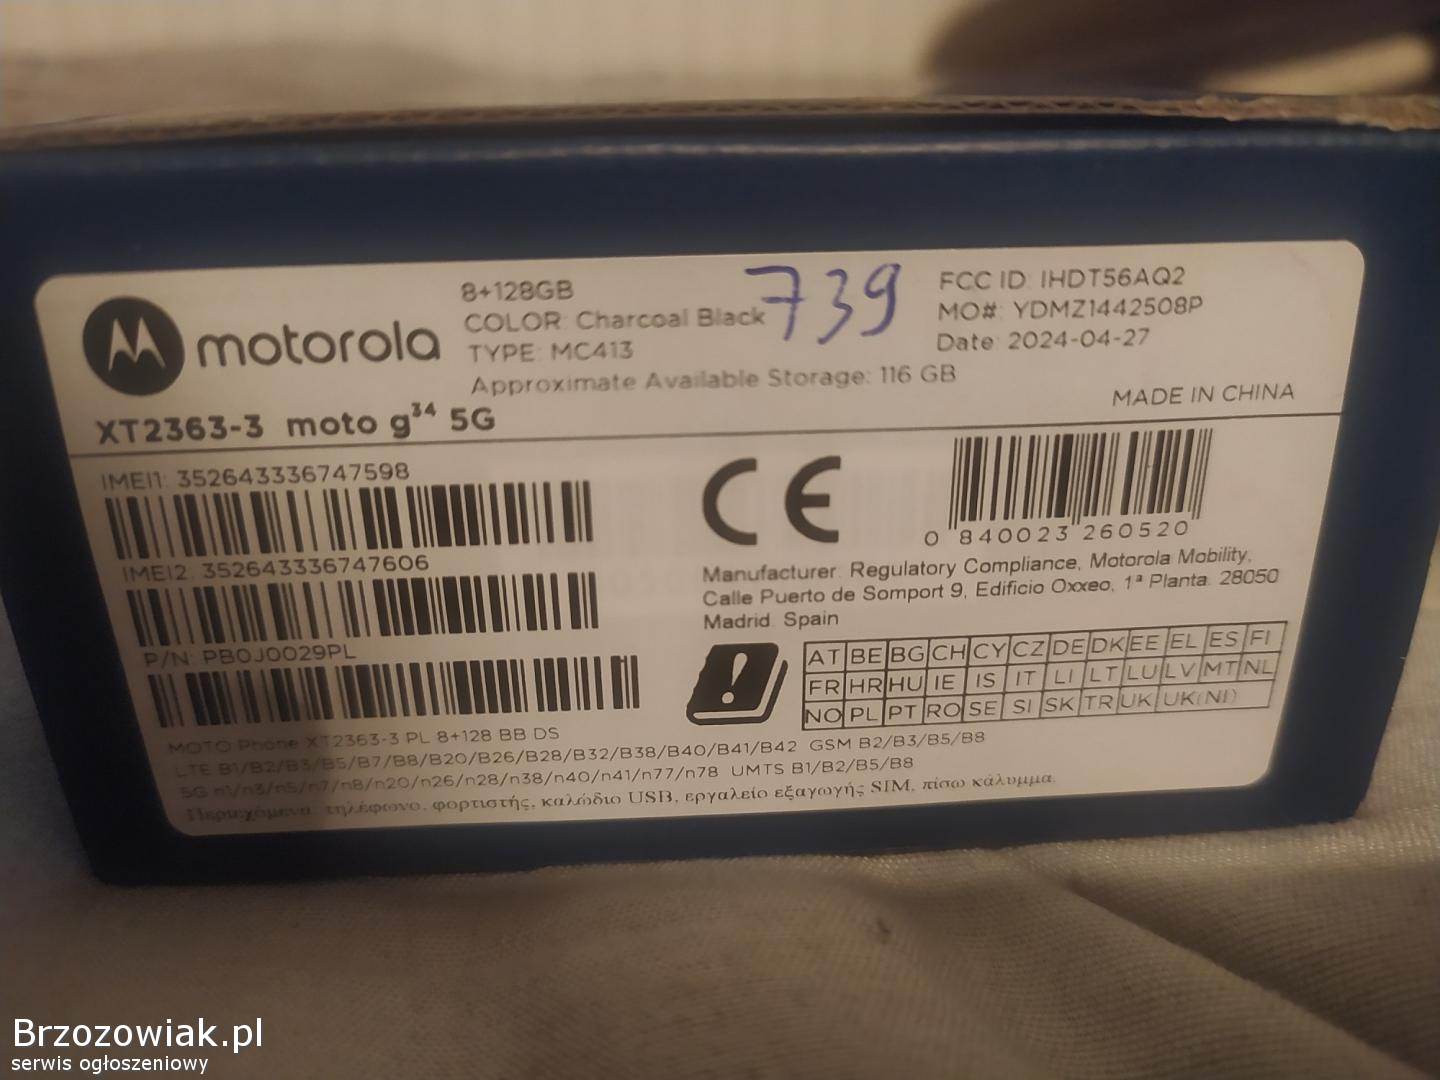 8+128GB
COLOR: Charcoal Black
TYPE: MC413
Approximate Available Storage: 116 GB
739
FCC ID: IHDT56AQ2
MO#: YDMZ1442508P
Date: 2024-04-27
MADE IN CHINA
motorola
XT2363-3 moto g³⁴ 5G
IMEI1: 352643336747598
IMEI2: 352643336747606
P/N: PB0J0029PL
CE
0 840023 260520
Manufacturer: Regulatory Compliance, Motorola Mobility,
Calle Puerto de Somport 9, Edificio Oxxeo, 1ª Planta. 28050
Madrid. Spain
AT BE BG CH CY CZ DE DK EE EL ES FI
FR HR HU IE IS IT LI LT LU LV MT NL
NO PL PT RO SE SI SK TR UK UK(NI)
MOTO Phone XT2363-3 PL 8+128 BB DS
LTE B1/B2/B3/B5/B7/B8/B20/B26/B28/B32/B38/B40/B41/B42 GSM B2/B3/B5/B8
5G n1/n3/n5/n7/n8/n20/n26/n28/n38/n40/n41/n77/n78 UMTS B1/B2/B5/B8
Περιεχόμενα: τηλέφωνο, φορτιστής, καλώδιο USB, εργαλείο εξαγωγής SIM, πίσω κάλυμμα.
Brzozowiak.pl
serwis ogłoszeniowy